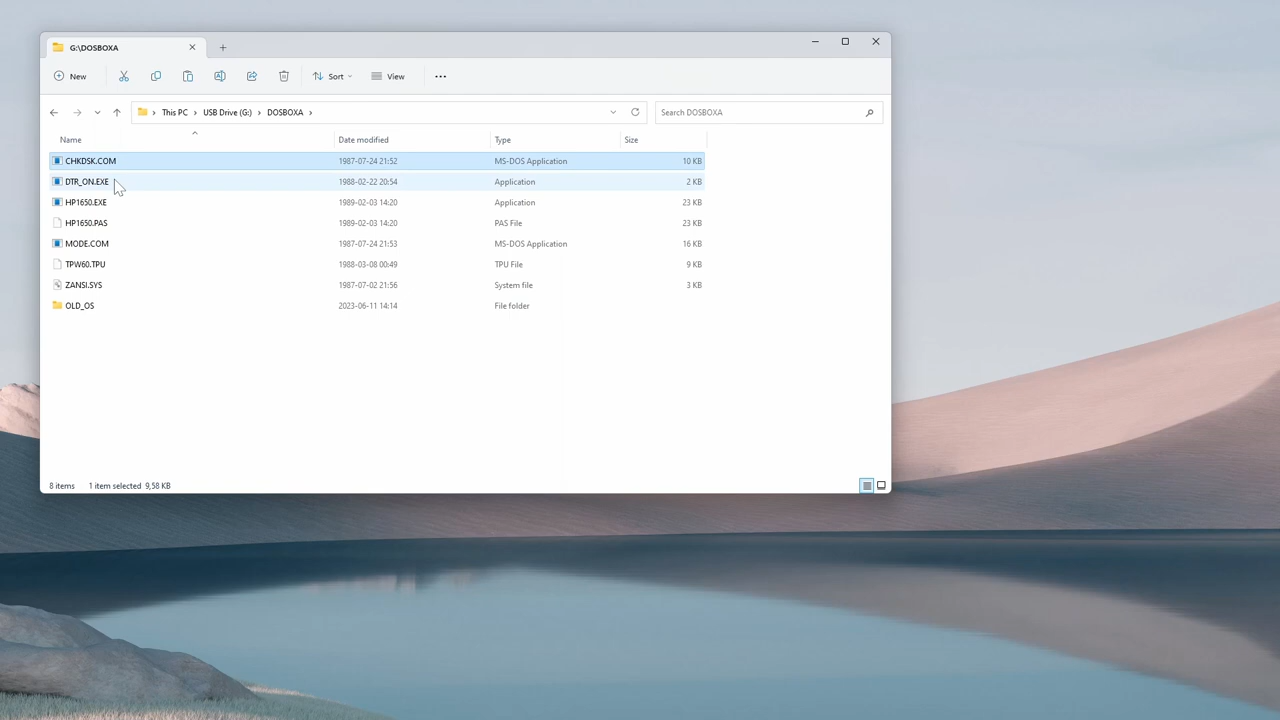 G:\DOSBOXA
New Sort View
This PC USB Drive (G:) DOSBOXA Search DOSBOXA
Name Date modified Type Size
CHKDSK.COM 1987-07-24 21:52 MS-DOS Application 10 KB
DTR_ON.EXE 1988-02-22 20:54 Application 2 KB
HP1650.EXE 1989-02-03 14:20 Application 23 KB
HP1650.PAS 1989-02-03 14:20 PAS File 23 KB
MODE.COM 1987-07-24 21:53 MS-DOS Application 16 KB
TPW60.TPU 1988-03-08 00:49 TPU File 9 KB
ZANSI.SYS 1987-07-02 21:56 System file 3 KB
OLD_OS 2023-06-11 14:14 File folder
8 items 1 item selected 9,58 KB